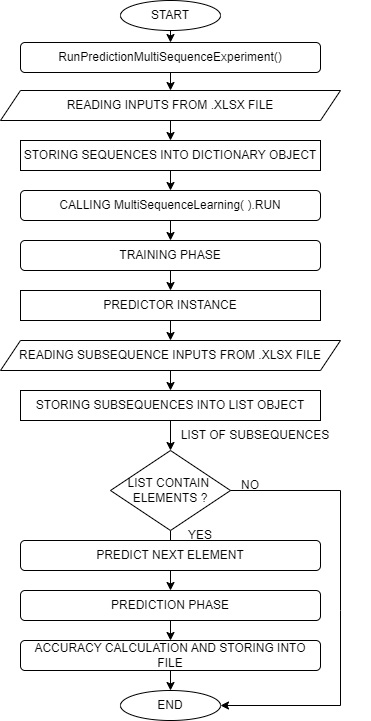 START
RunPredictionMultiSequenceExperiment()
READING INPUTS FROM .XLSX FILE
STORING SEQUENCES INTO DICTIONARY OBJECT
CALLING MultiSequenceLearning( ).RUN
TRAINING PHASE
PREDICTOR INSTANCE
READING SUBSEQUENCE INPUTS FROM .XLSX FILE
STORING SUBSEQUENCES INTO LIST OBJECT
LIST OF SUBSEQUENCES
LIST CONTAIN
ELEMENTS ?
NO
YES
PREDICT NEXT ELEMENT
PREDICTION PHASE
ACCURACY CALCULATION AND STORING INTO
FILE
END